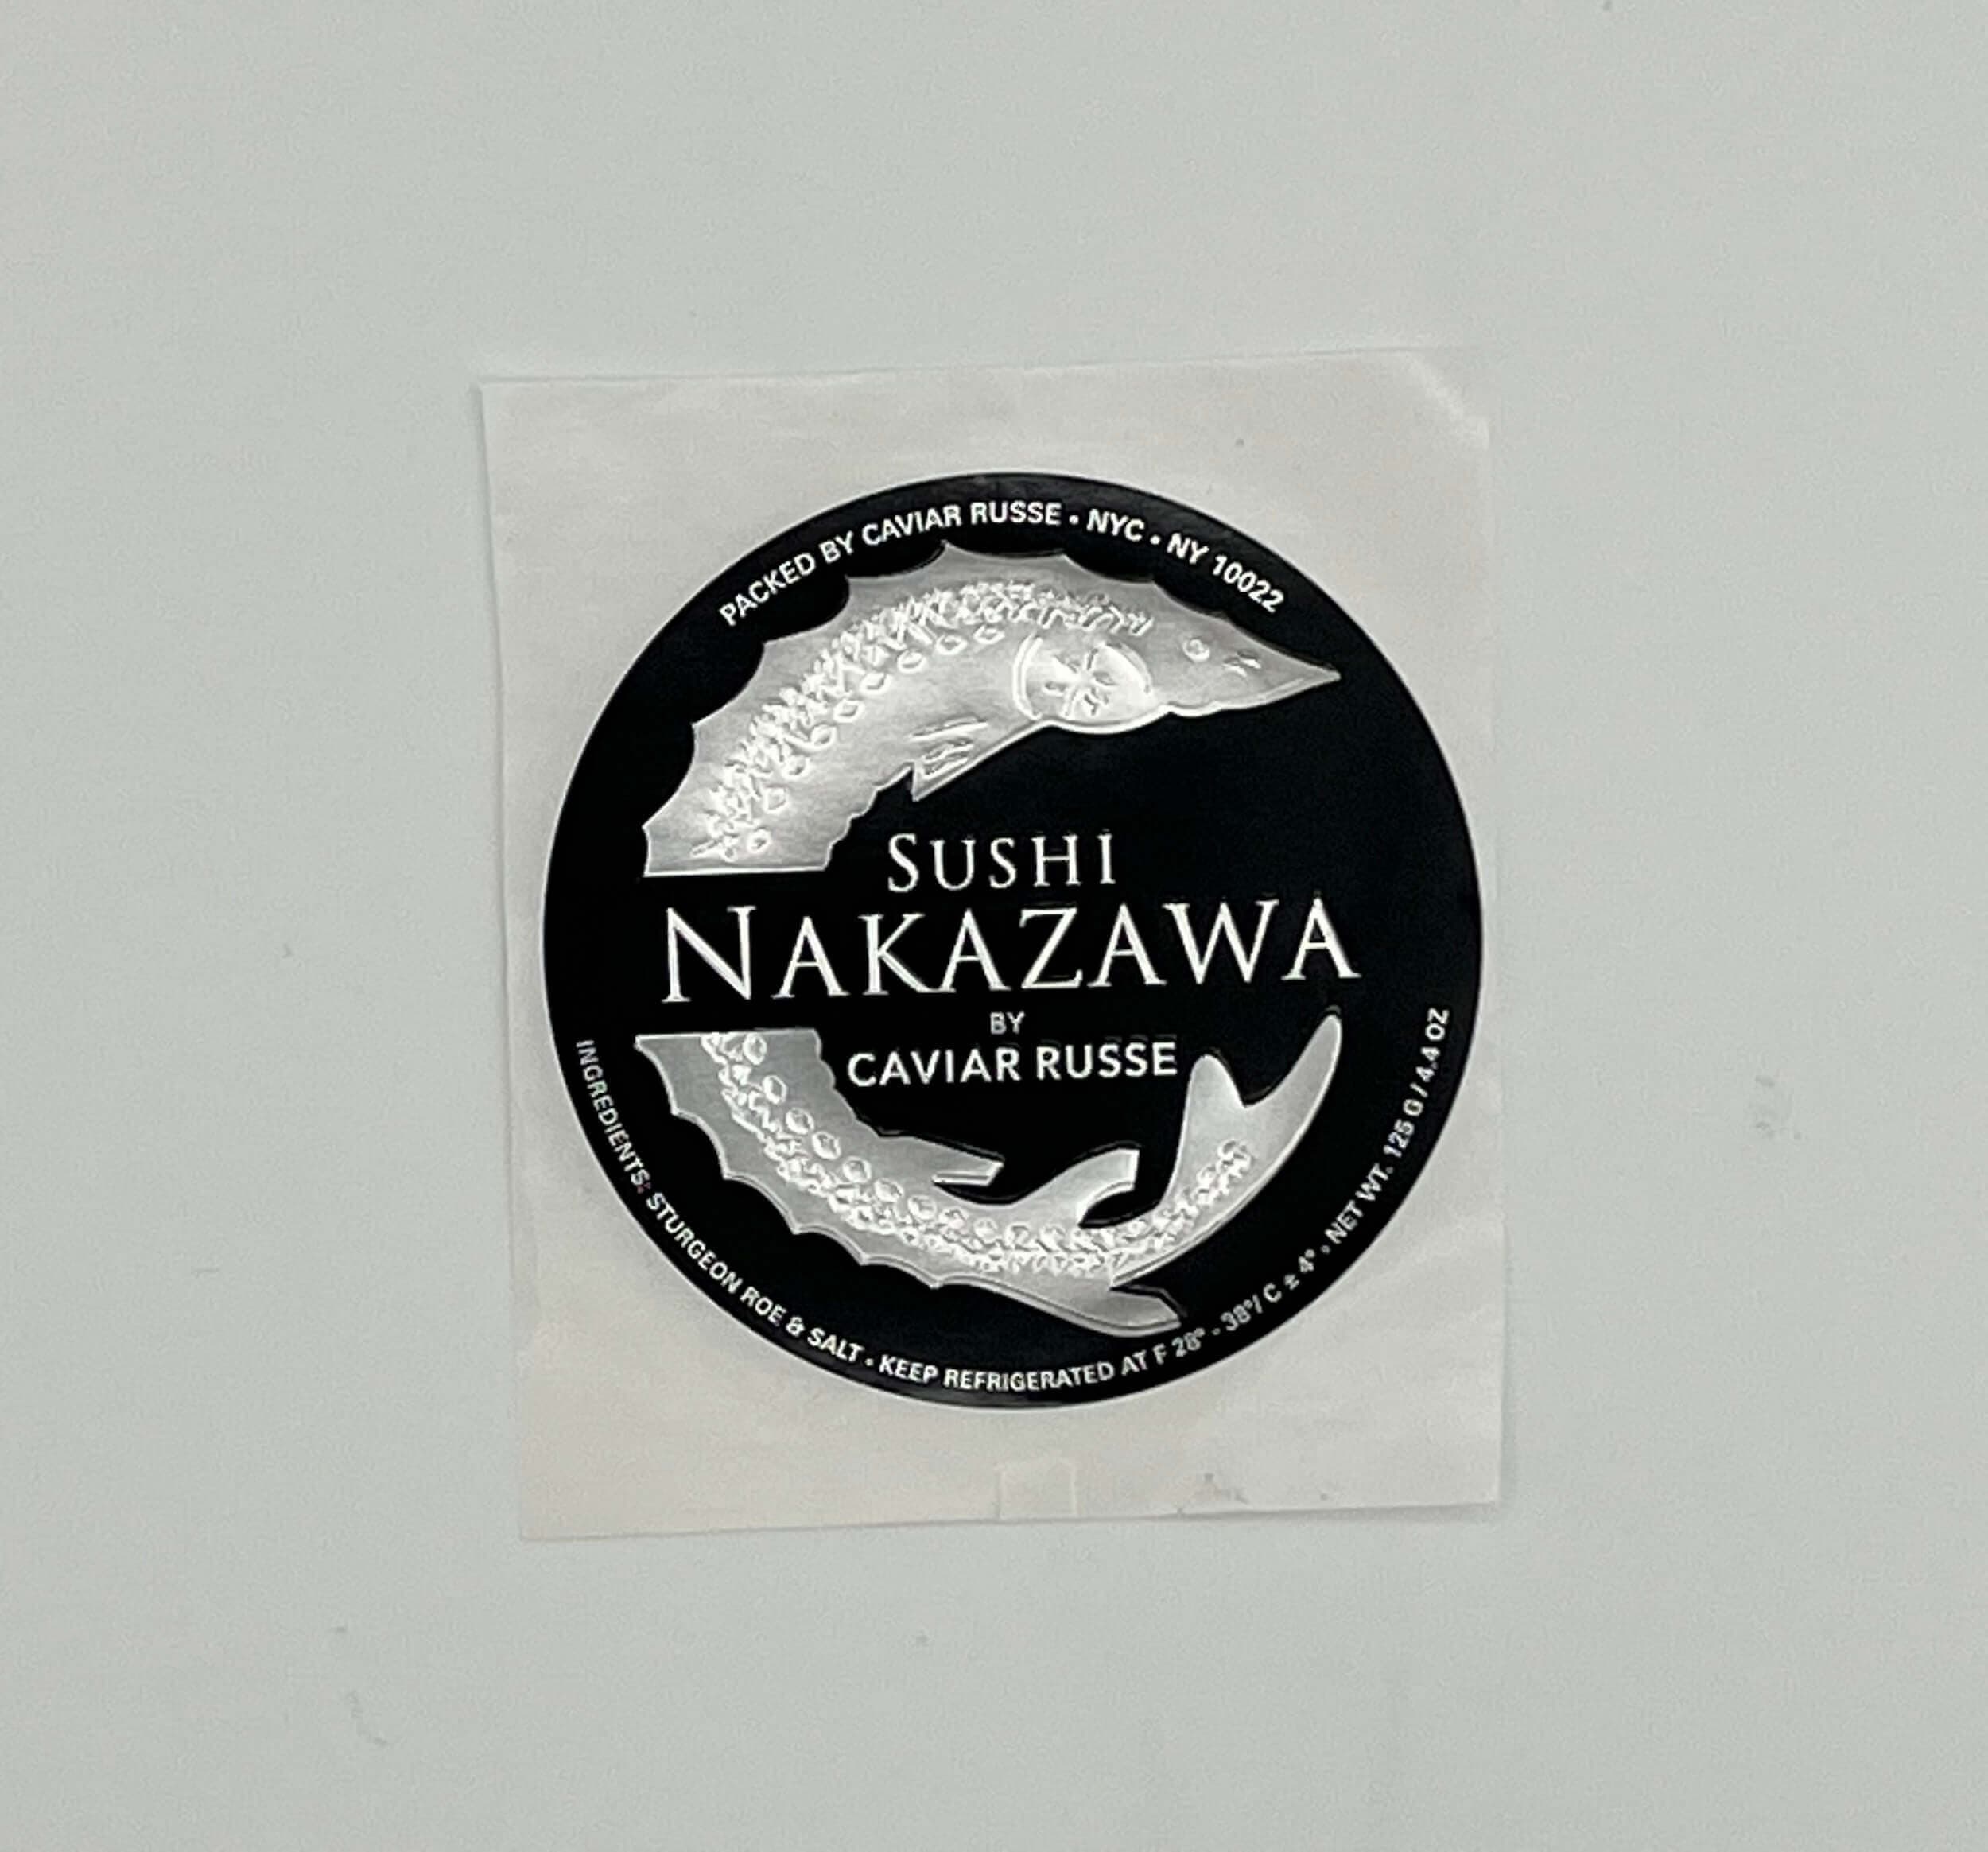 PACKED BY CAVIAR RUSSE • NYC • NY 10022
SUSHI
NAKAZAWA
BY
CAVIAR RUSSE
INGREDIENTS: STURGEON ROE & SALT • KEEP REFRIGERATED AT F 28° - 38°/ C ± 4° • NET WT. 125 G / 4.4 OZ